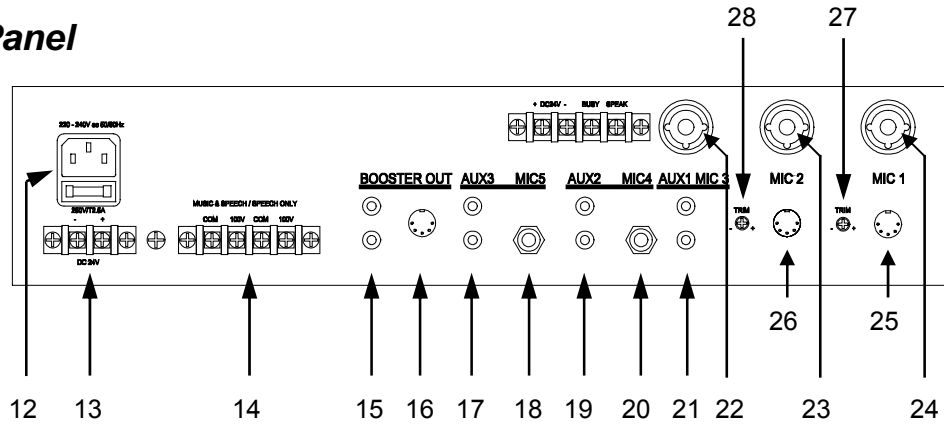 28 27
Panel
+ DC24V - BUSY SPEAK
220 - 240V ac 50/60Hz
12
BOOSTER OUT AUX3 MIC5 AUX2 MIC4 AUX1 MIC 3 MIC 2 MIC 1
250V/T2.5A
- +
MUSIC & SPEECH / SPEECH ONLY
COM 100V COM 100V
TRIM TRIM
- + - +
DC 24V
26 25
12 13 14 15 16 17 18 19 20 21 22 23 24